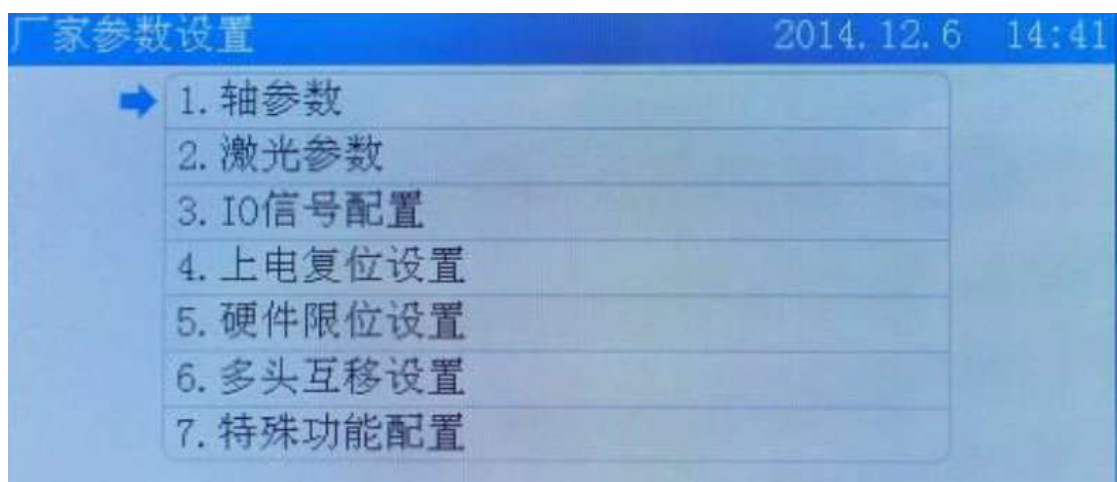 厂家参数设置 2014.12.6 14:41
1.轴参数
2.激光参数
3.IO信号配置
4.上电复位设置
5.硬件限位设置
6.多头互移设置
7.特殊功能配置